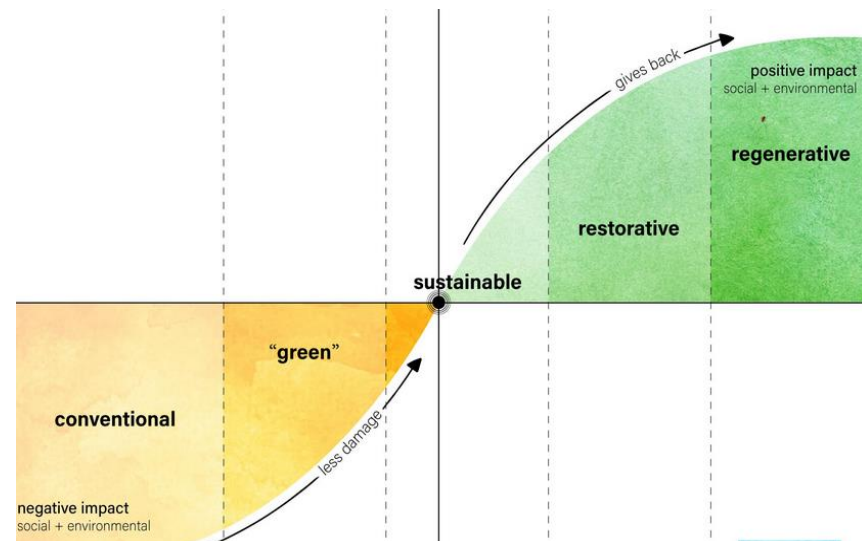 gives back
positive impact
social + environmental
regenerative
restorative
sustainable
“green”
conventional
less damage
negative impact
social + environmental